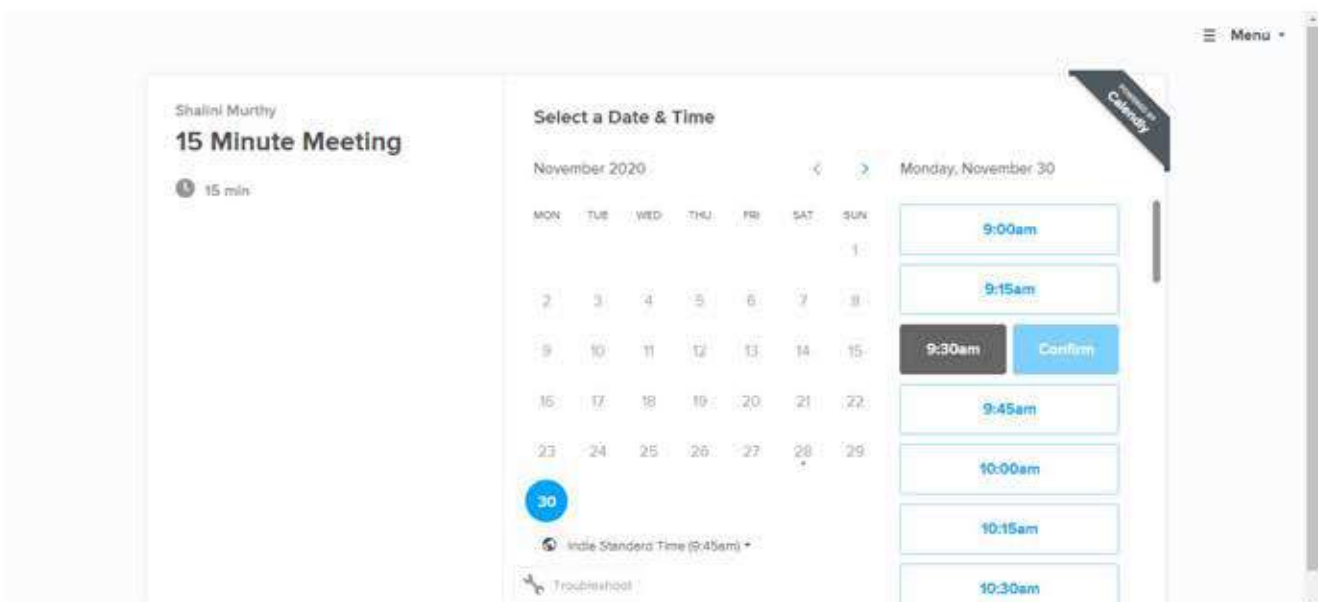 Menu
Shalini Murthy
15 Minute Meeting
15 min
Select a Date & Time
POWERED BY
Calendly
November 2020
< >
MON TUE WED THU FRI SAT SUN
1
2 3 4 5 6 7 8
9 10 11 12 13 14 15
16 17 18 19 20 21 22
23 24 25 26 27 28 29
30
India Standard Time (9:45am)
Troubleshoot
Monday, November 30
9:00am
9:15am
9:30am Confirm
9:45am
10:00am
10:15am
10:30am